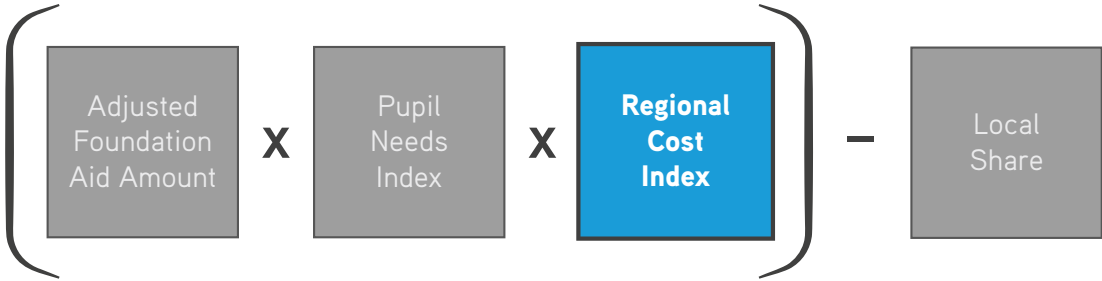 (
Adjusted
Foundation
Aid Amount
X
Pupil
Needs
Index
X
Regional
Cost
Index
)
–
Local
Share